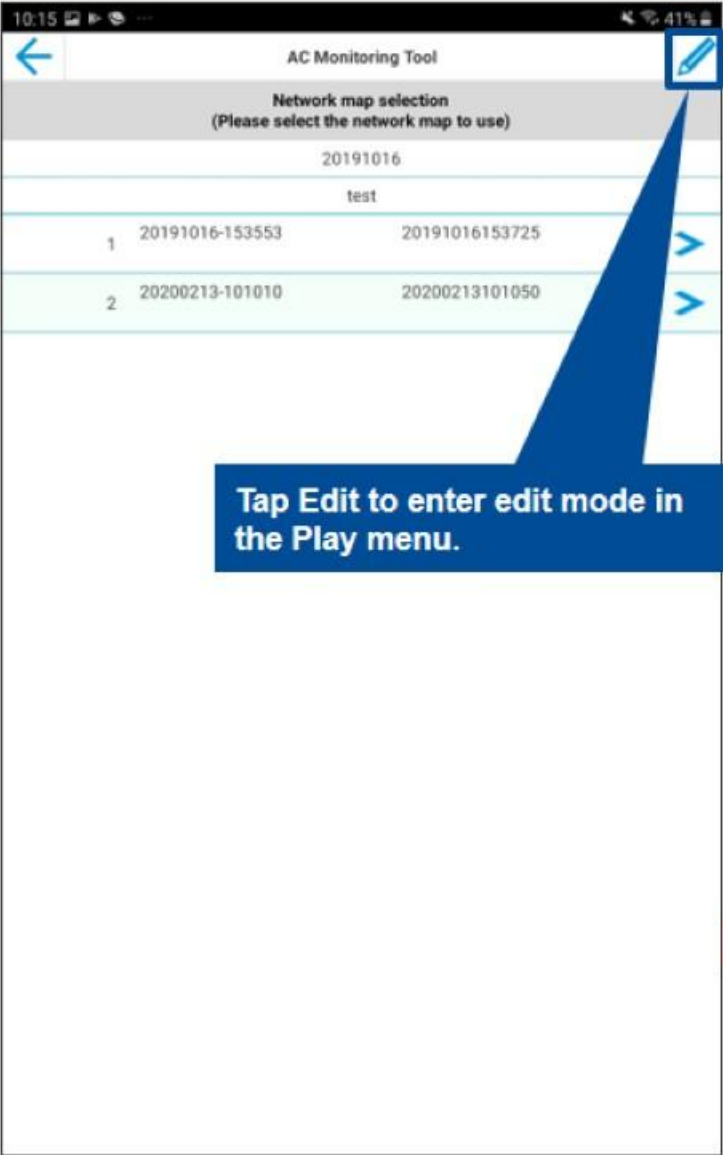 10:15 41%
AC Monitoring Tool
Network map selection
(Please select the network map to use)
20191016
test
1 20191016-153553 20191016153725
2 20200213-101010 20200213101050
Tap Edit to enter edit mode in
the Play menu.